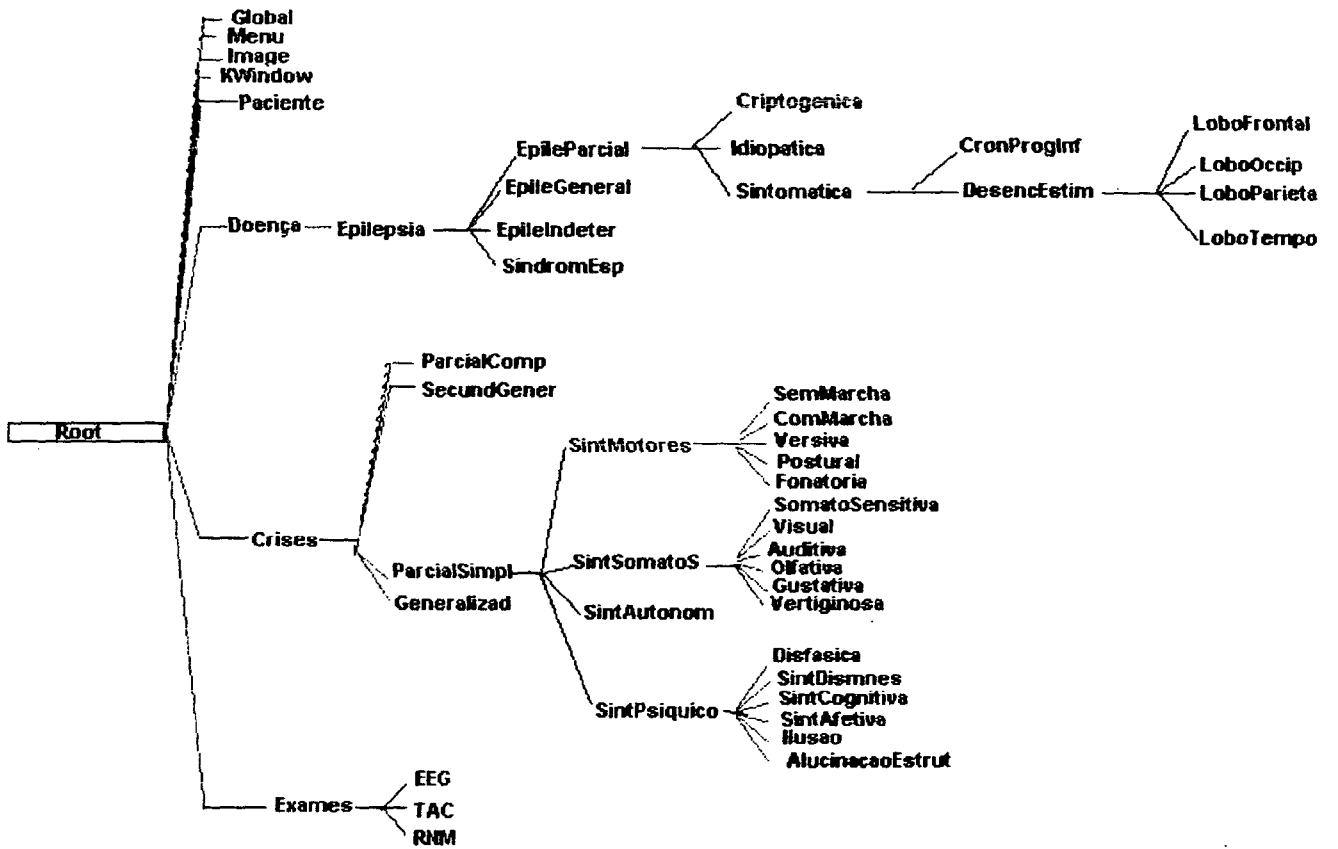 Global
Menu
Image
KWindow
Paciente
Doença
Epilepsia
EpileParcial
EpileGeneral
EpileIndeter
SindromEsp
Criptogenica
Idiopatica
Sintomatica
CronProgInf
DesencEstim
LoboFrontal
LoboOccip
LoboParieta
LoboTempo
Root
Crises
ParcialComp
SecundGener
ParcialSimpl
Generalizad
SintMotores
SemMarcha
ComMarcha
Versiva
Postural
Fonatoria
SintSomatoS
SomatoSensitiva
Visual
Auditiva
Olfativa
Gustativa
Vertiginosa
SintAutonom
SintPsiquico
Disfasica
SintDismnes
SintCognitiva
SintAfetiva
Ilusao
AlucinacaoEstrut
Exames
EEG
TAC
RNM